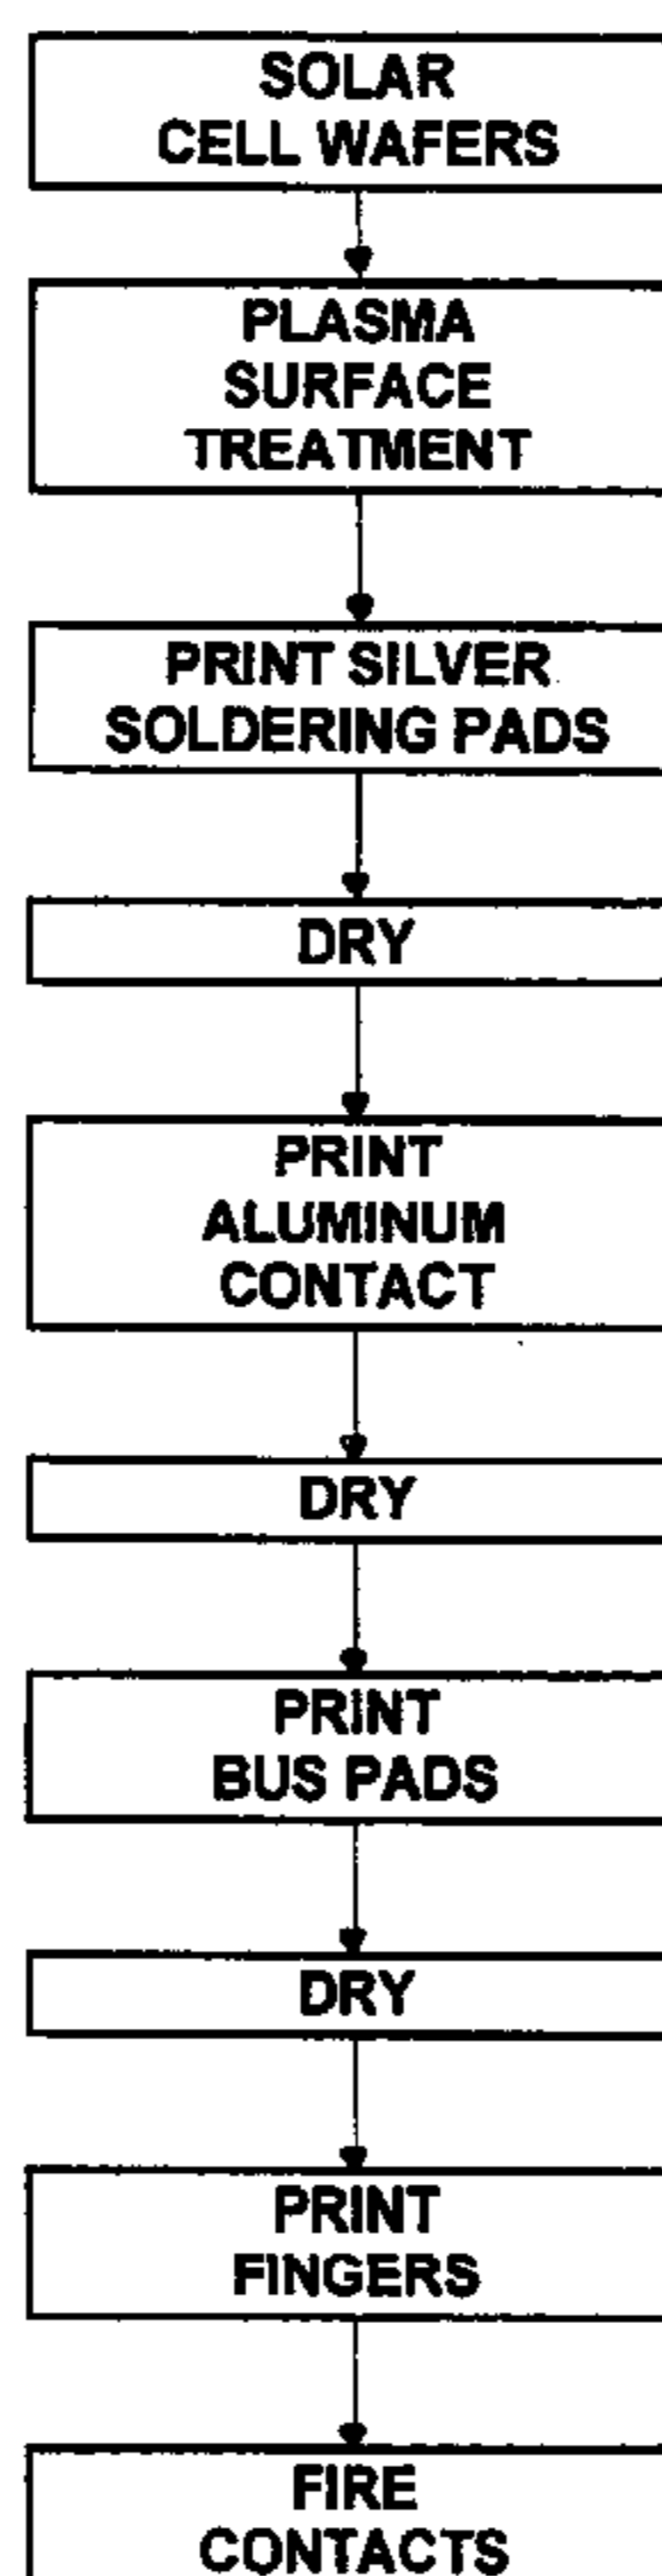 SOLAR
CELL WAFERS
PLASMA
SURFACE
TREATMENT
PRINT SILVER
SOLDERING PADS
DRY
PRINT
ALUMINUM
CONTACT
DRY
PRINT
BUS PADS
DRY
PRINT
FINGERS
FIRE
CONTACTS